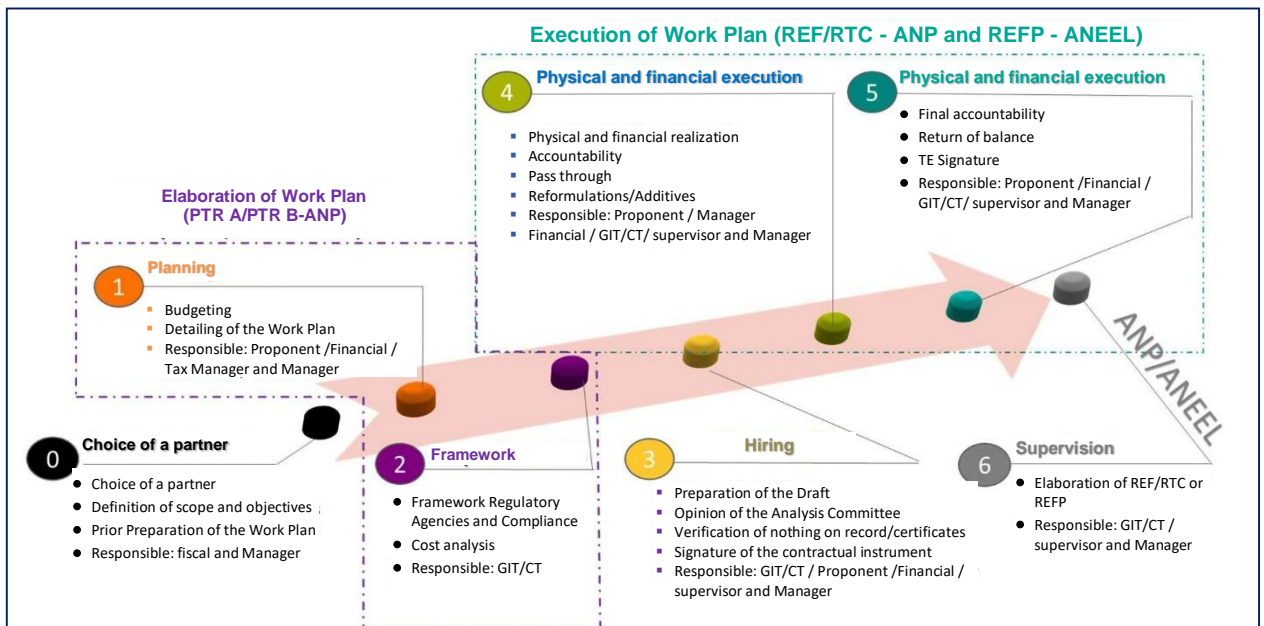 Execution of Work Plan (REF/RTC - ANP and REFP - ANEEL)
4
Physical and financial execution
Physical and financial realization
Accountability
Pass through
Reformulations/Additives
Responsible: Proponent / Manager
Financial / GIT/CT/ supervisor and Manager
5
Physical and financial execution
Final accountability
Return of balance
TE Signature
Responsible: Proponent /Financial /
GIT/CT/ supervisor and Manager
Elaboration of Work Plan
(PTR A/PTR B-ANP)
1
Planning
Budgeting
Detailing of the Work Plan
Responsible: Proponent /Financial /
Tax Manager and Manager
ANP/ANEEL
0
Choice of a partner
Choice of a partner
Definition of scope and objectives
Prior Preparation of the Work Plan
Responsible: fiscal and Manager
2
Framework
Framework Regulatory
Agencies and Compliance
Cost analysis
Responsible: GIT/CT
3
Hiring
Preparation of the Draft
Opinion of the Analysis Committee
Verification of nothing on record/certificates
Signature of the contractual instrument
Responsible: GIT/CT / Proponent /Financial /
supervisor and Manager
6
Supervision
Elaboration of REF/RTC or
REFP
Responsible: GIT/CT /
supervisor and Manager